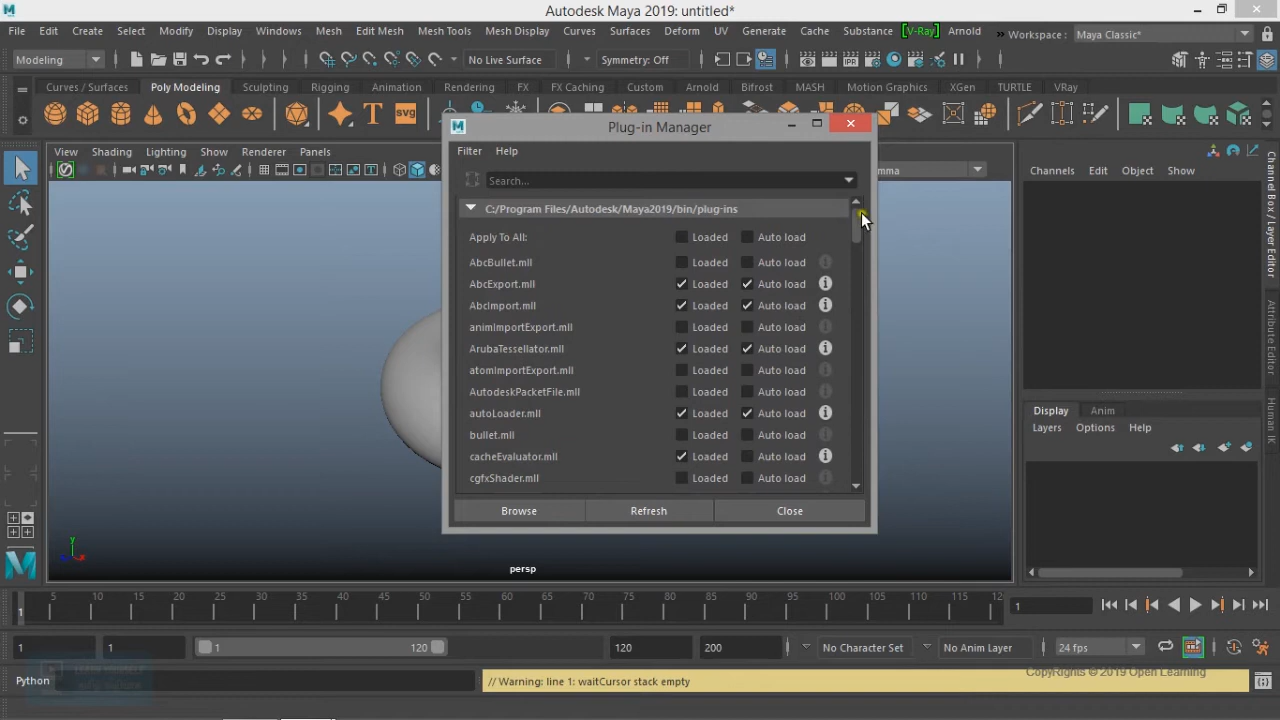 Autodesk Maya 2019: untitled*
File Edit Create Select Modify Display Windows Mesh Edit Mesh Mesh Tools Mesh Display Curves Surfaces Deform UV Generate Cache Substance [V-Ray] Arnold » Workspace : Maya Classic*
Modeling No Live Surface Symmetry: Off
Curves / Surfaces Poly Modeling Sculpting Rigging Animation Rendering FX FX Caching Custom Arnold Bifrost MASH Motion Graphics XGen TURTLE VRay
View Shading Lighting Show Renderer Panels
Plug-in Manager
Filter Help
Search...
C:/Program Files/Autodesk/Maya2019/bin/plug-ins
Apply To All: Loaded Auto load
AbcBullet.mll Loaded Auto load
AbcExport.mll Loaded Auto load
AbcImport.mll Loaded Auto load
animImportExport.mll Loaded Auto load
ArubaTessellator.mll Loaded Auto load
atomImportExport.mll Loaded Auto load
AutodeskPacketFile.mll Loaded Auto load
autoLoader.mll Loaded Auto load
bullet.mll Loaded Auto load
cacheEvaluator.mll Loaded Auto load
cgfxShader.mll Loaded Auto load
Browse Refresh Close
mma
Channels Edit Object Show
Channel Box / Layer Editor
Attribute Editor
Human IK
Display Anim
Layers Options Help
y
persp
5 10 15 20 25 30 35 40 45 50 55 60 65 70 75 80 85 90 95 100 105 110 115 12
1 1
1 1 1 120 120 200 No Character Set No Anim Layer 24 fps
Python // Warning: line 1: waitCursor stack empty
CopyRights © 2019 Open Learning